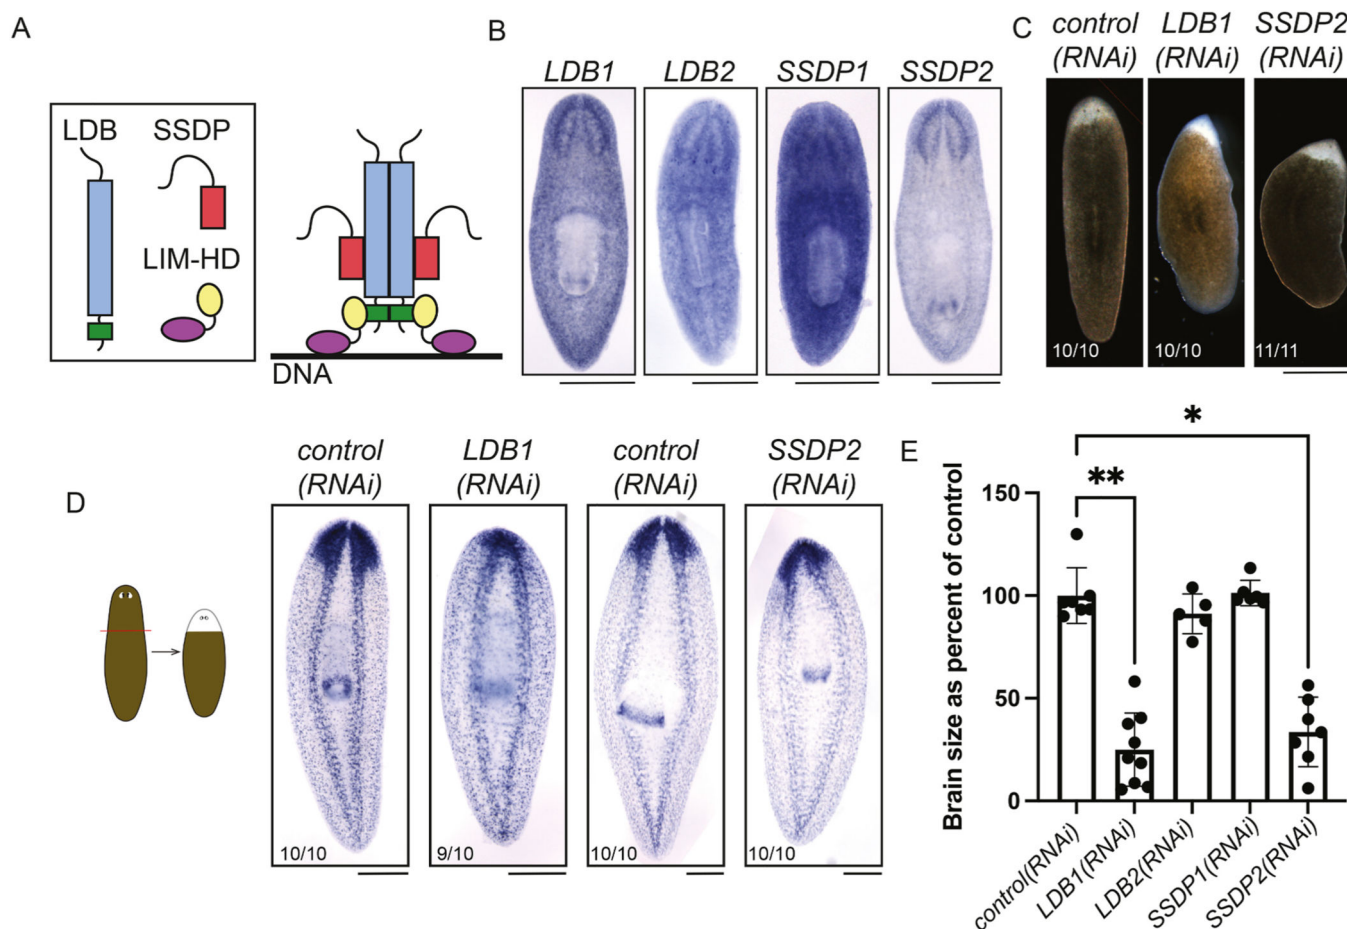 A
LDB SSDP
LIM-HD
DNA
B
LDB1 LDB2 SSDP1 SSDP2
C
control LDB1 SSDP2
(RNAi) (RNAi) (RNAi)
10/10 10/10 11/11
D
control LDB1 control SSDP2
(RNAi) (RNAi) (RNAi) (RNAi)
10/10 9/10 10/10 10/10
E
*
**
Brain size as percent of control
150
100
50
0
control(RNAi)
LDB1(RNAi)
LDB2(RNAi)
SSDP1(RNAi)
SSDP2(RNAi)